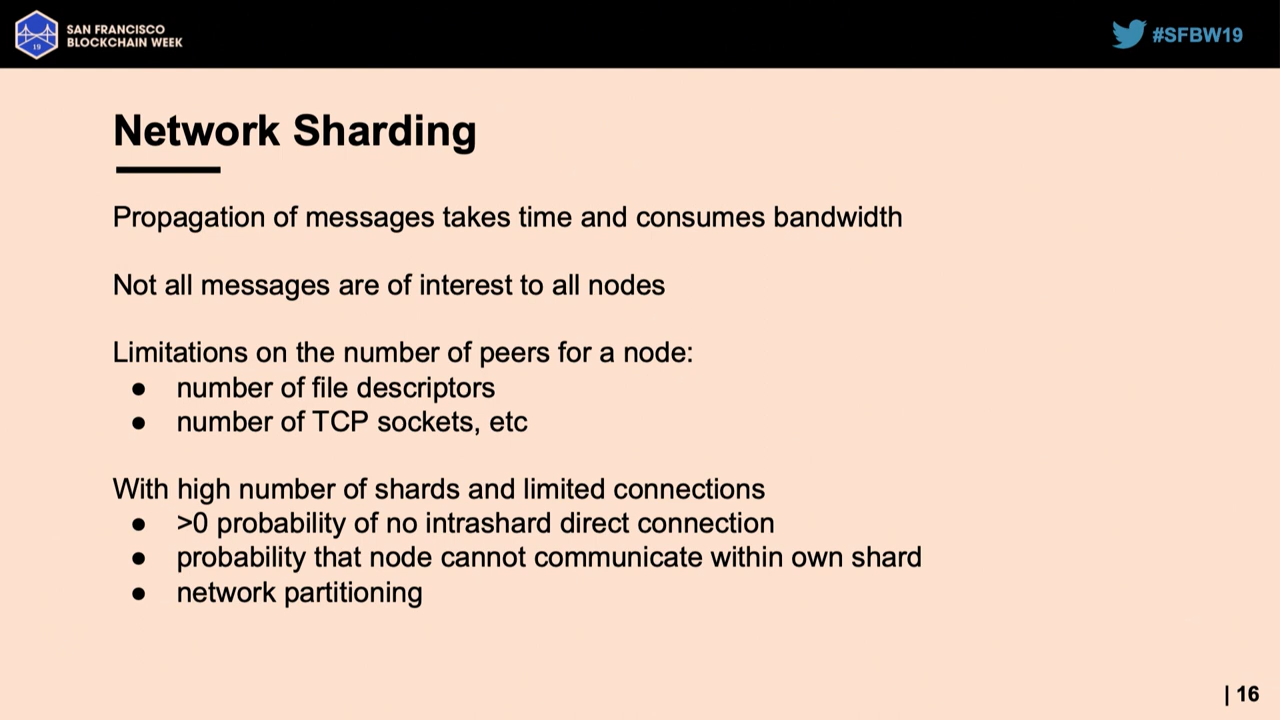 SAN FRANCISCO
BLOCKCHAIN WEEK
19
#SFBW19
Network Sharding
Propagation of messages takes time and consumes bandwidth
Not all messages are of interest to all nodes
Limitations on the number of peers for a node:
● number of file descriptors
● number of TCP sockets, etc
With high number of shards and limited connections
● >0 probability of no intrashard direct connection
● probability that node cannot communicate within own shard
● network partitioning
| 16